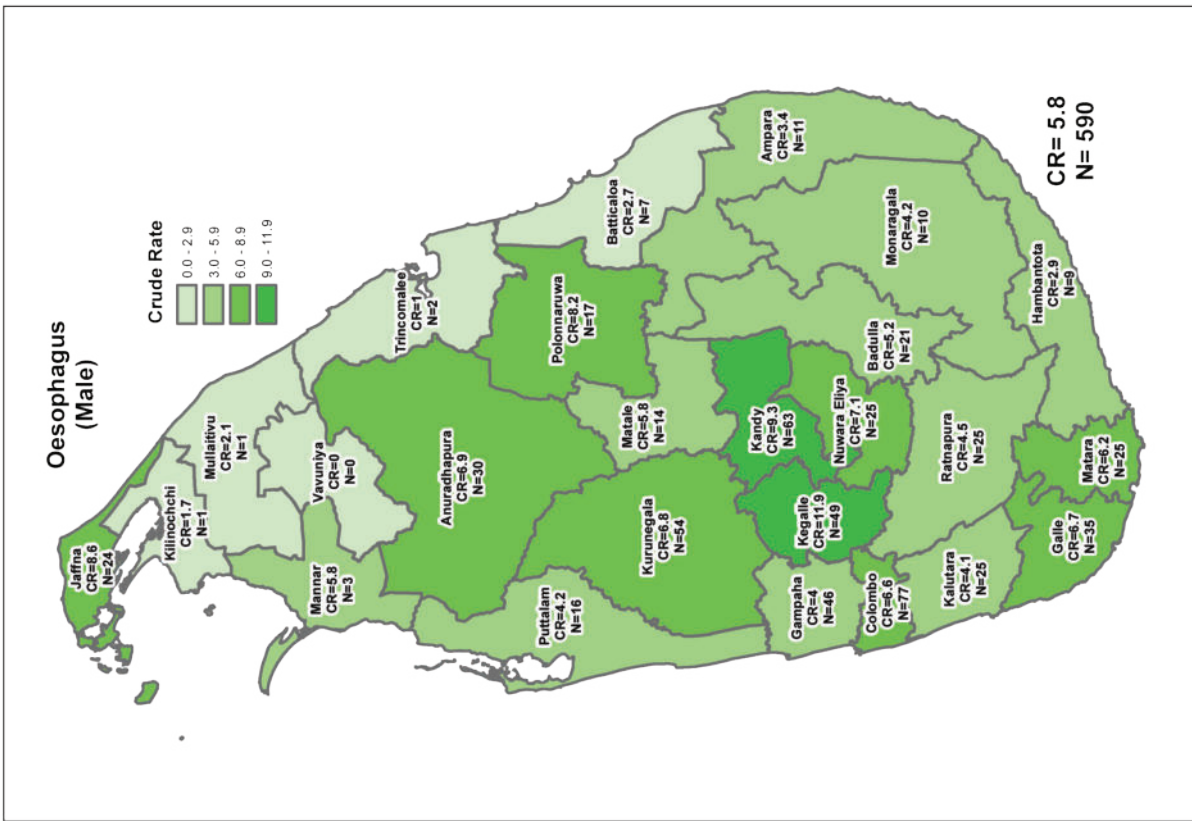 Oesophagus
(Male)
Crude Rate
0.0 - 2.9
3.0 - 5.9
6.0 - 8.9
9.0 - 11.9
Jaffna
CR=8.6
N=24
Kilinochchi
CR=1.7
N=1
Mullaitivu
CR=2.1
N=1
Mannar
CR=5.8
N=3
Vavuniya
CR=0
N=0
Trincomalee
CR=1
N=2
Anuradhapura
CR=6.9
N=30
Polonnaruwa
CR=8.2
N=17
Batticaloa
CR=2.7
N=7
Puttalam
CR=4.2
N=16
Kurunegala
CR=6.8
N=54
Matale
CR=5.8
N=14
Kandy
CR=9.3
N=63
Ampara
CR=3.4
N=11
Gampaha
CR=4
N=46
Kegalle
CR=11.9
N=49
Nuwara Eliya
CR=7.1
N=25
Badulla
CR=5.2
N=21
Monaragala
CR=4.2
N=10
Colombo
CR=6.6
N=77
Kalutara
CR=4.1
N=25
Ratnapura
CR=4.5
N=25
Hambantota
CR=2.9
N=9
Galle
CR=6.7
N=35
Matara
CR=6.2
N=25
CR= 5.8
N= 590